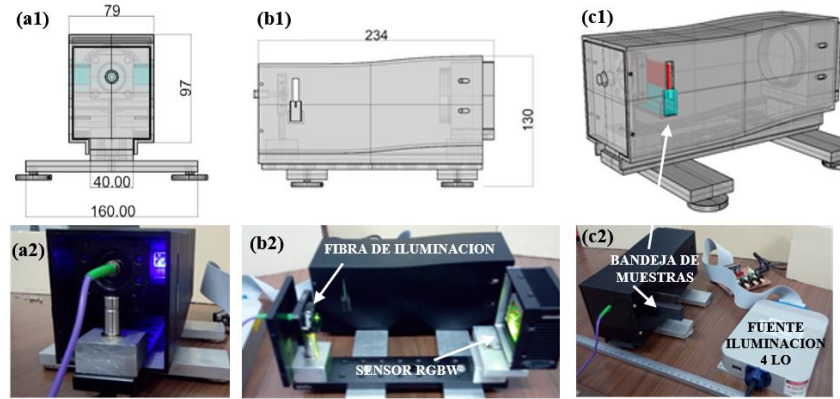 (a1)
79
97
40.00
160.00
(b1)
234
130
(c1)
(a2)
(b2)
FIBRA DE ILUMINACION
SENSOR RGBW
(c2)
BANDEJA DE
MUESTRAS
FUENTE
ILUMINACION
4 LO